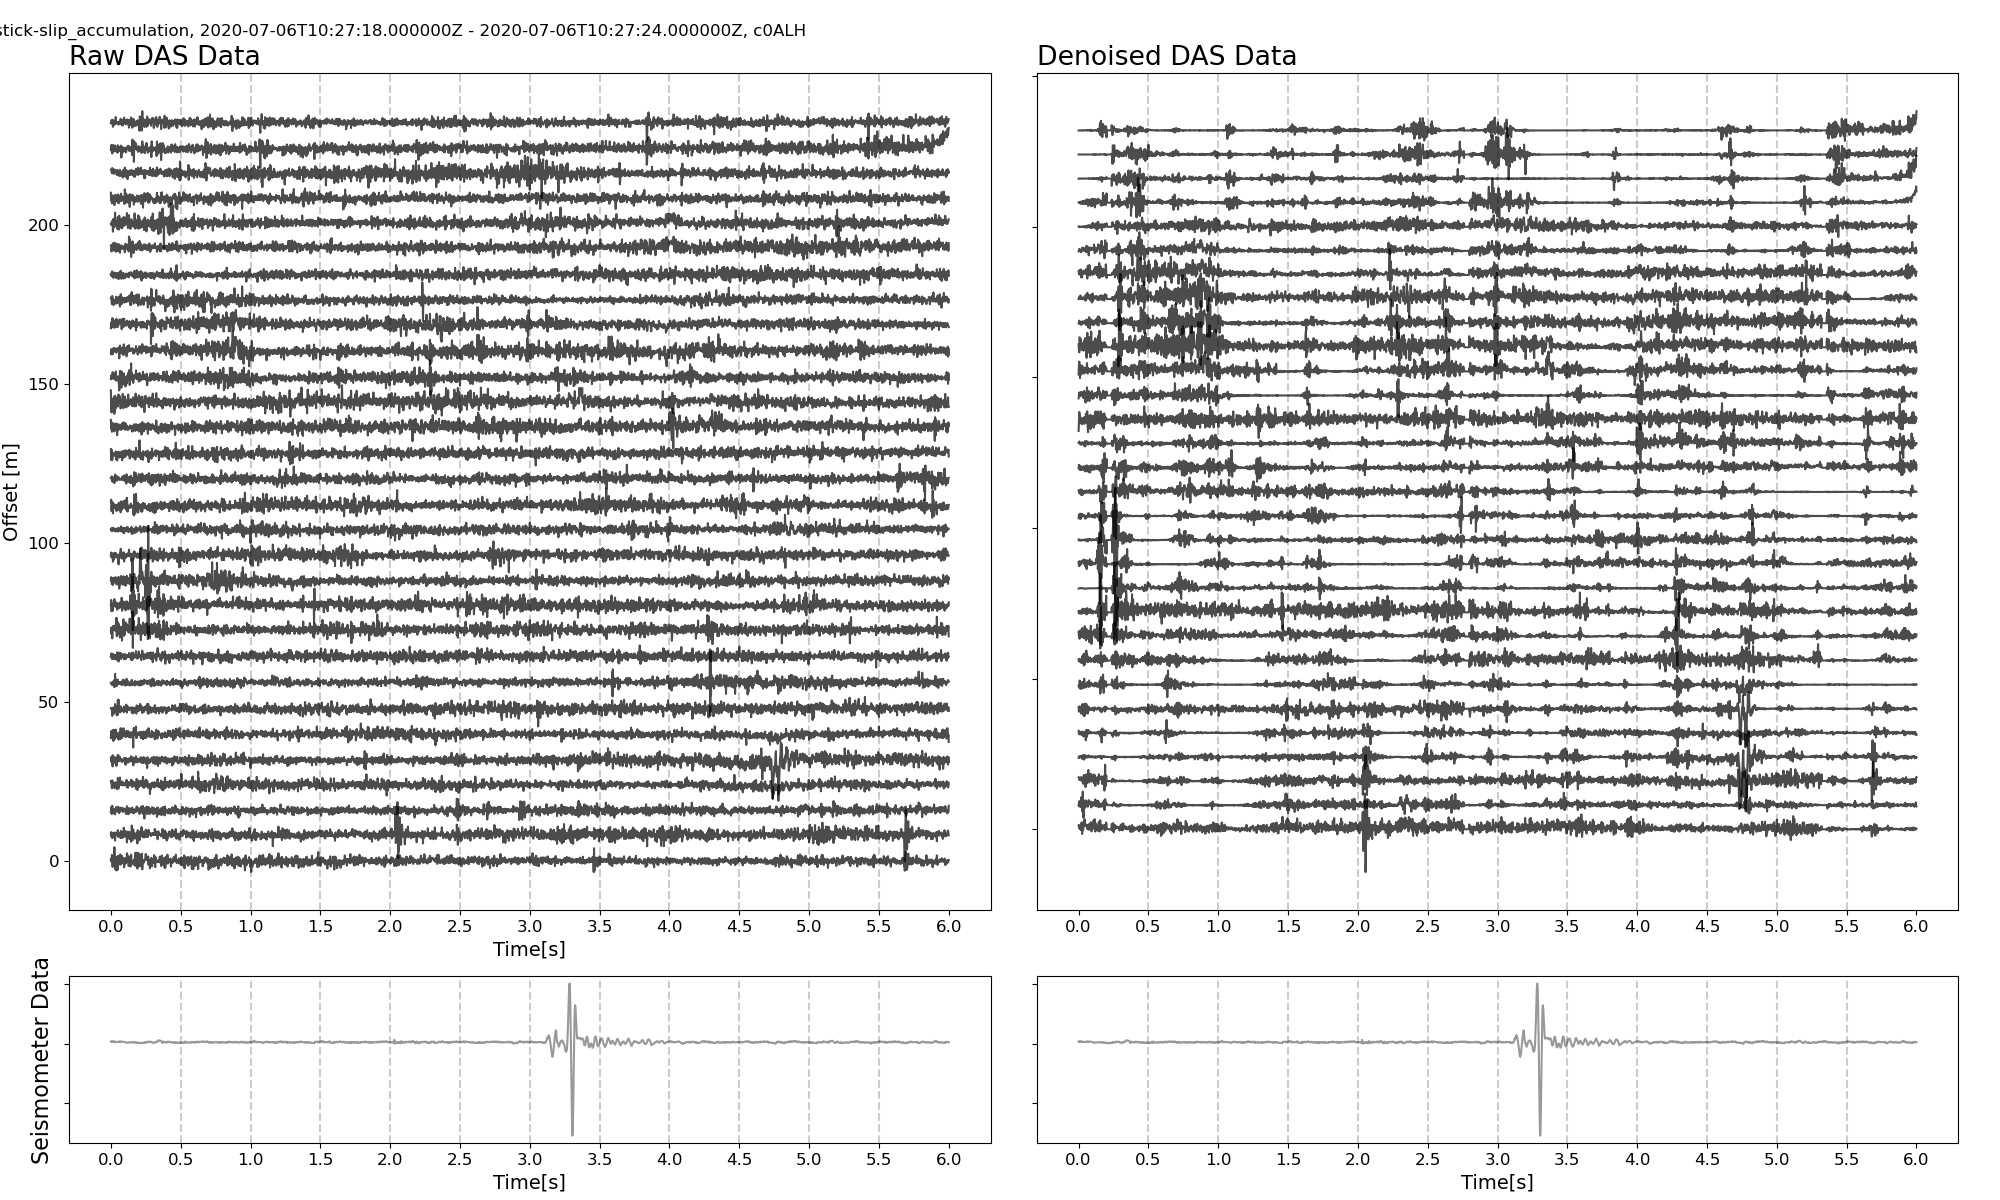 stick-slip_accumulation, 2020-07-06T10:27:18.000000Z - 2020-07-06T10:27:24.000000Z, c0ALH
Raw DAS Data
Denoised DAS Data
Offset [m]
200
150
100
50
0
0.0 0.5 1.0 1.5 2.0 2.5 3.0 3.5 4.0 4.5 5.0 5.5 6.0
Time[s]
0.0 0.5 1.0 1.5 2.0 2.5 3.0 3.5 4.0 4.5 5.0 5.5 6.0
Seismometer Data
0.0 0.5 1.0 1.5 2.0 2.5 3.0 3.5 4.0 4.5 5.0 5.5 6.0
Time[s]
0.0 0.5 1.0 1.5 2.0 2.5 3.0 3.5 4.0 4.5 5.0 5.5 6.0
Time[s]